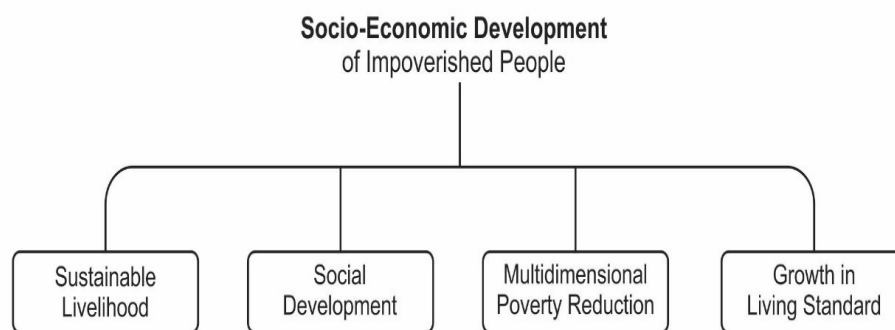 Socio-Economic Development
of Impoverished People
Sustainable
Livelihood
Social
Development
Multidimensional
Poverty Reduction
Growth in
Living Standard